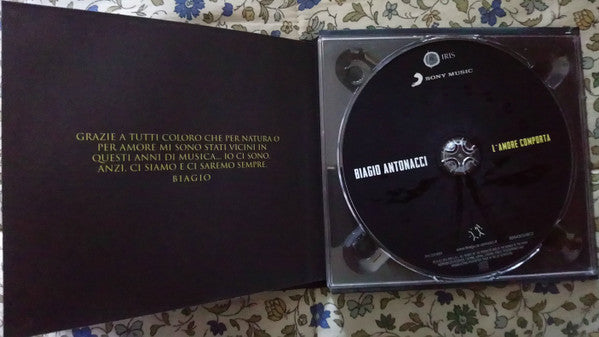 GRAZIE A TUTTI COLORO CHE PER NATURA O
PER AMORE MI SONO STATI VICINI IN
QUESTI ANNI DI MUSICA... IO CI SONO.
ANZI, CI SIAMO E CI SAREMO SEMPRE.
BIAGIO
IRIS
SONY MUSIC
BIAGIO ANTONACCI
L'AMORE COMPORTA